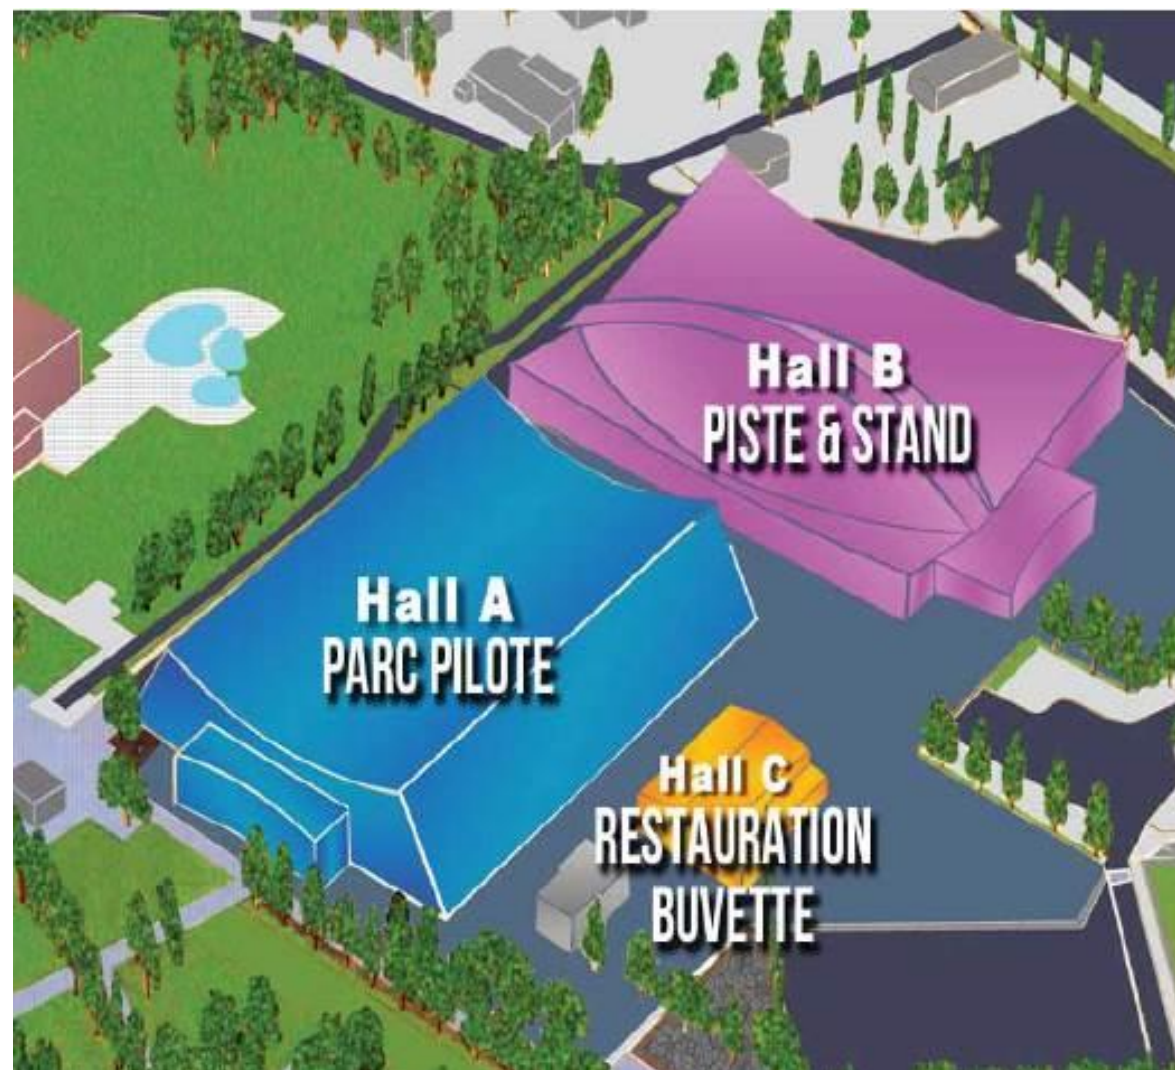 Hall B
PISTE & STAND
Hall A
PARC PILOTE
Hall C
RESTAURATION
BUVETTE